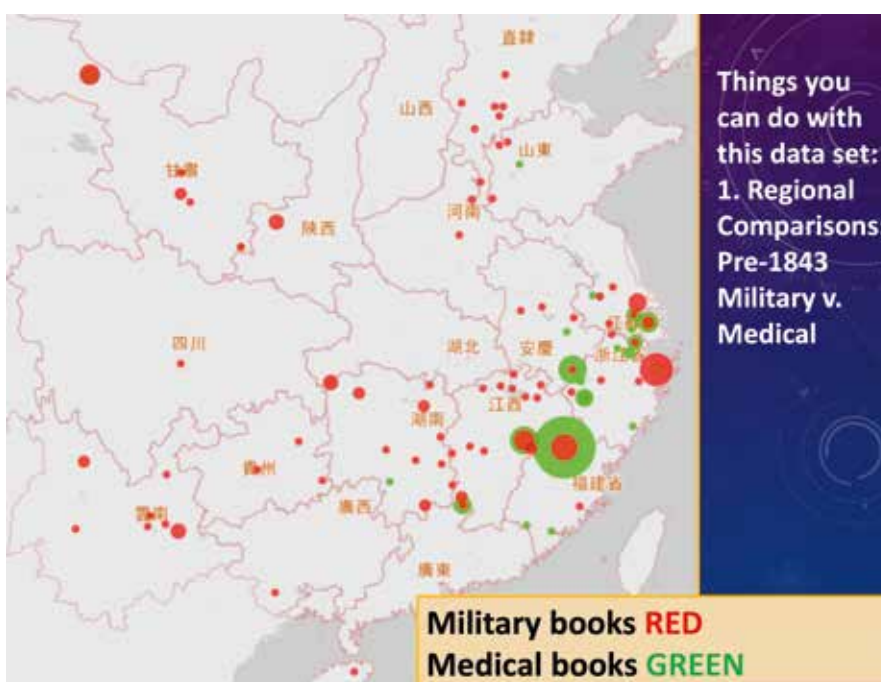 直隸
山西
山東
甘肅
河南
陝西
四川
湖北
安慶
浙江省
江西
湖南
貴州
福建省
雲南
廣西
廣東
Things you
can do with
this data set:
1. Regional
Comparisons
Pre-1843
Military v.
Medical
Military books RED
Medical books GREEN